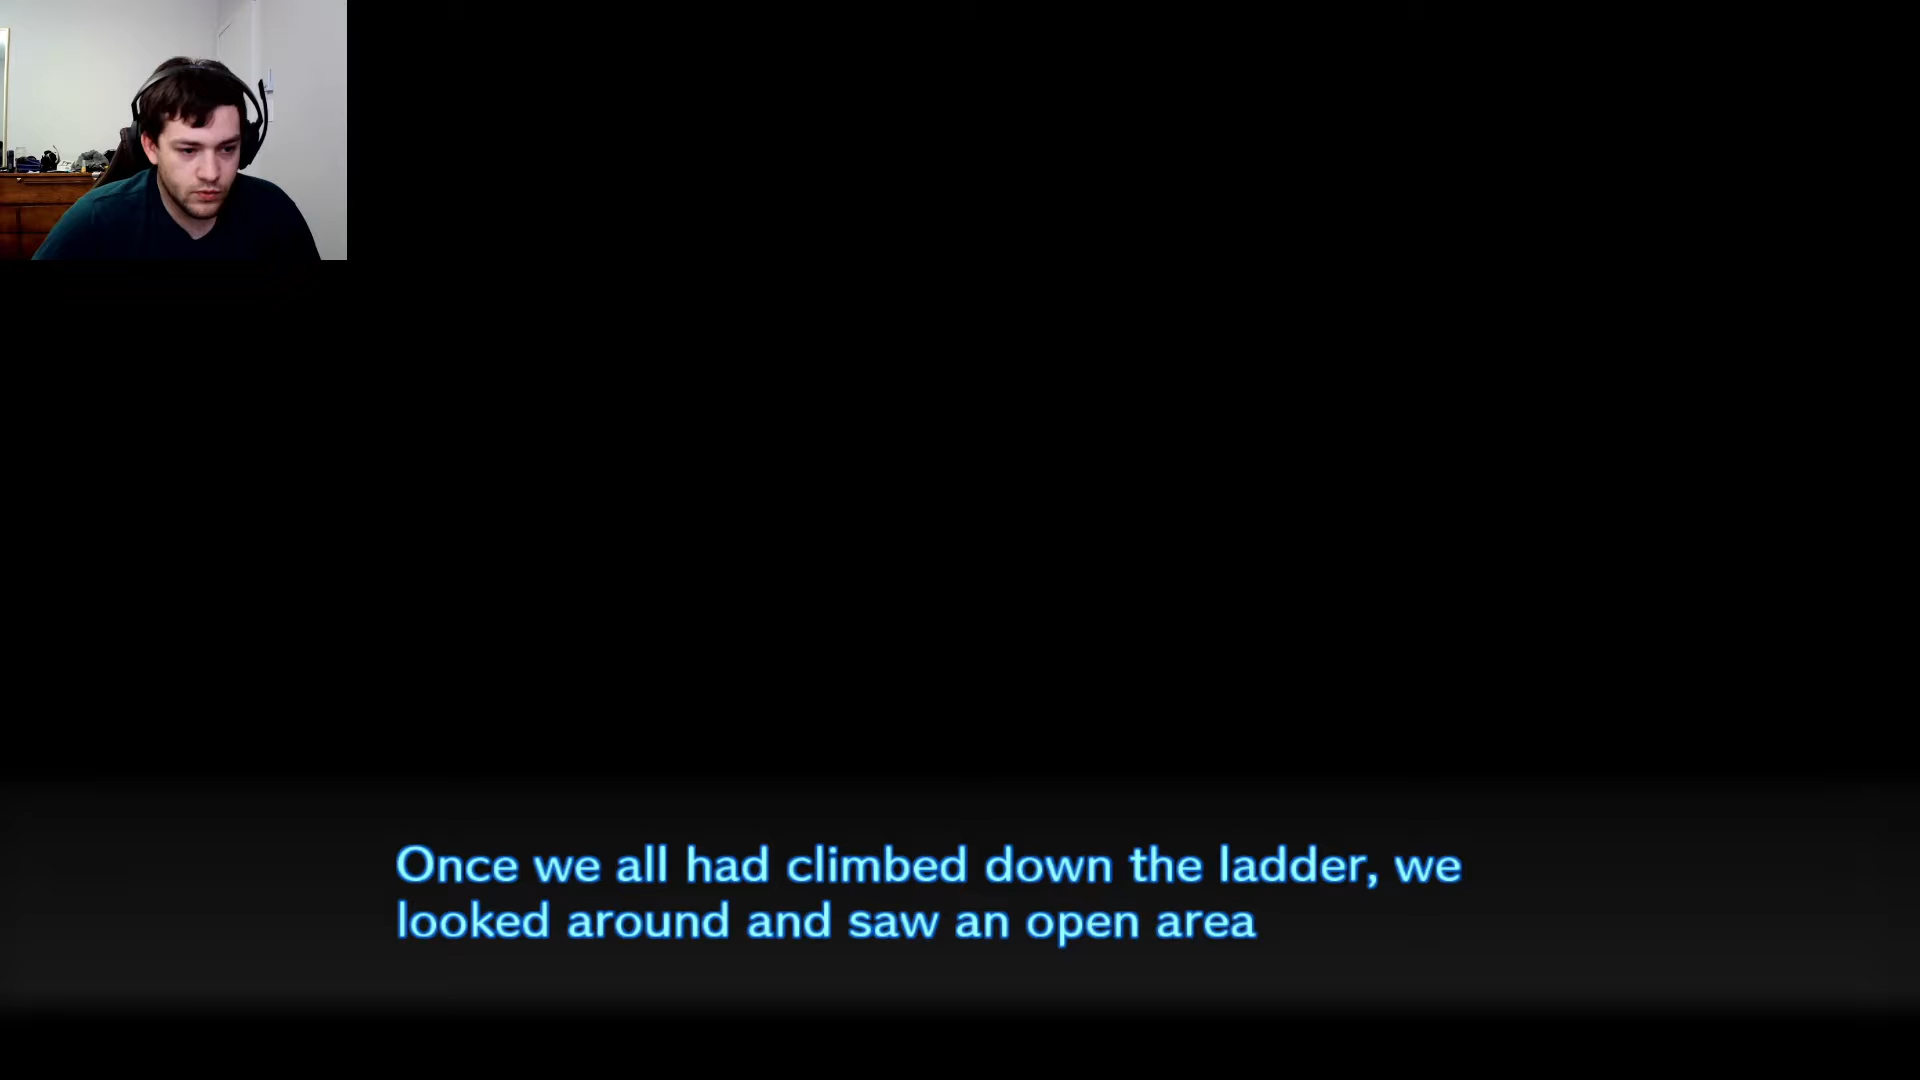 Once we all had climbed down the ladder, we
looked around and saw an open area